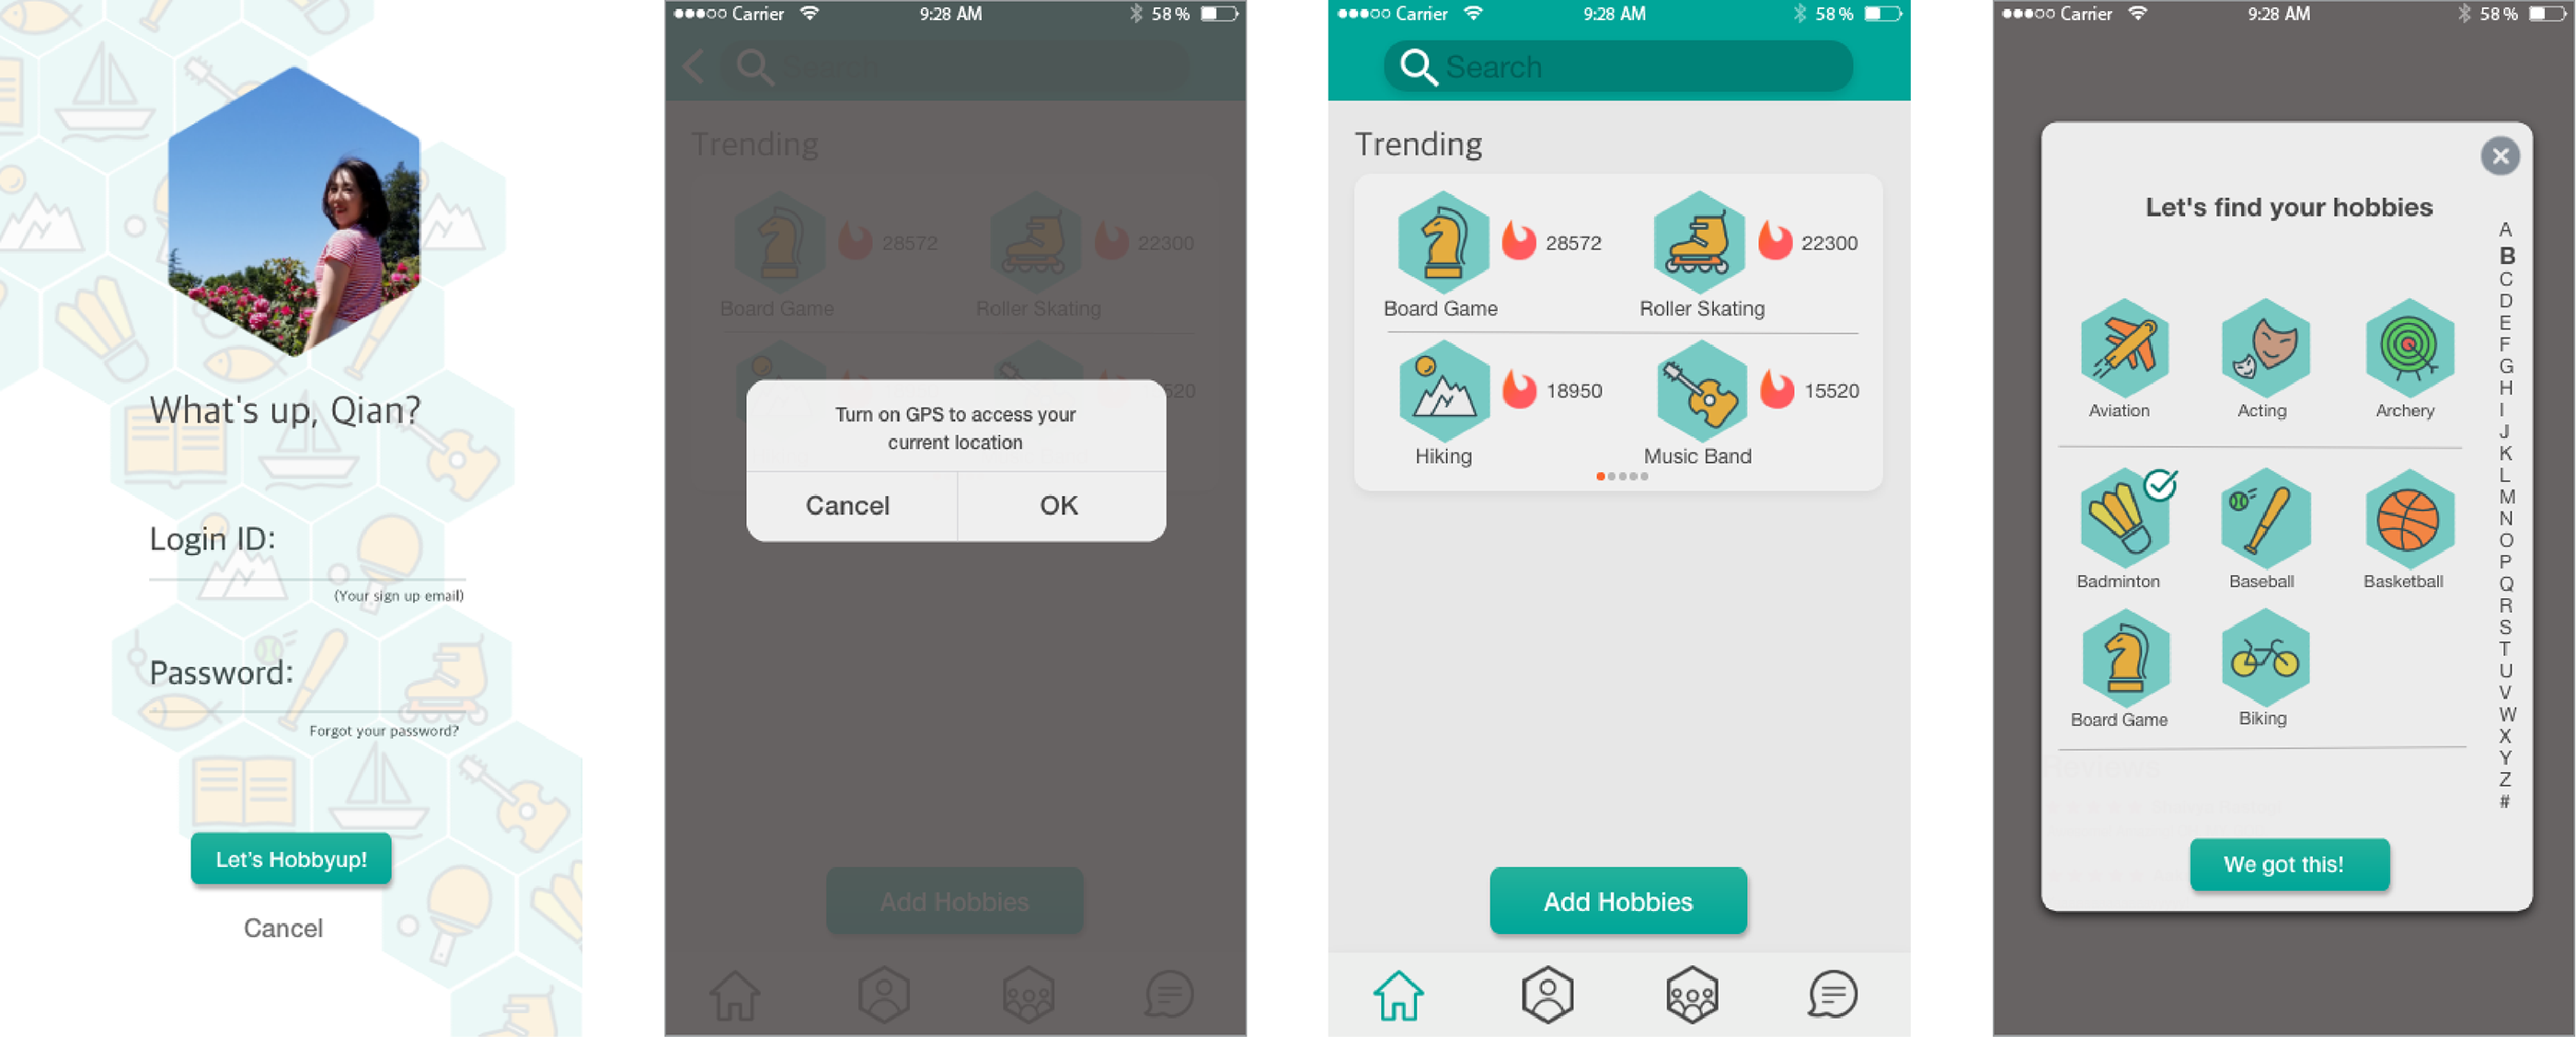 What's up, Qian?
Login ID:
(Your sign up email)
Password:
Forgot your password?
Let's Hobbyup!
Cancel
Carrier 9:28 AM 58%
Search
Trending
28572 22300
Board Game Roller Skating
520
Turn on GPS to access your
current location
Cancel OK
Add Hobbies
Carrier 9:28 AM 58%
Search
Trending
28572 22300
Board Game Roller Skating
18950 15520
Hiking Music Band
Add Hobbies
Carrier 9:28 AM 58%
Let's find your hobbies
Aviation Acting Archery
Badminton Baseball Basketball
Board Game Biking
Reviews
We got this!
A
B
C
D
E
F
G
H
I
J
K
L
M
N
O
P
Q
R
S
T
U
V
W
X
Y
Z
#